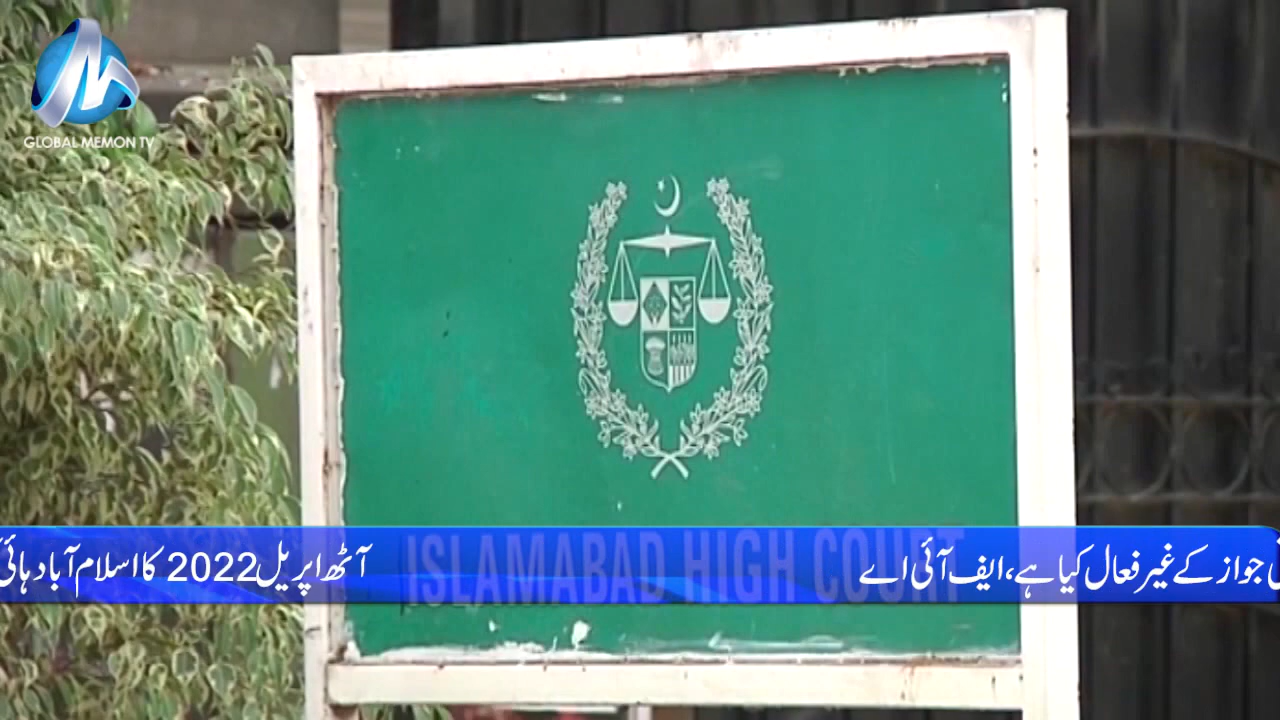 GLOBAL MEMON TV
ISLAMABAD HIGH COURT
جواز کے غیر فعال کیا ہے، ایف آئی اے
آٹھ اپریل 2022 کا اسلام آباد ہائی